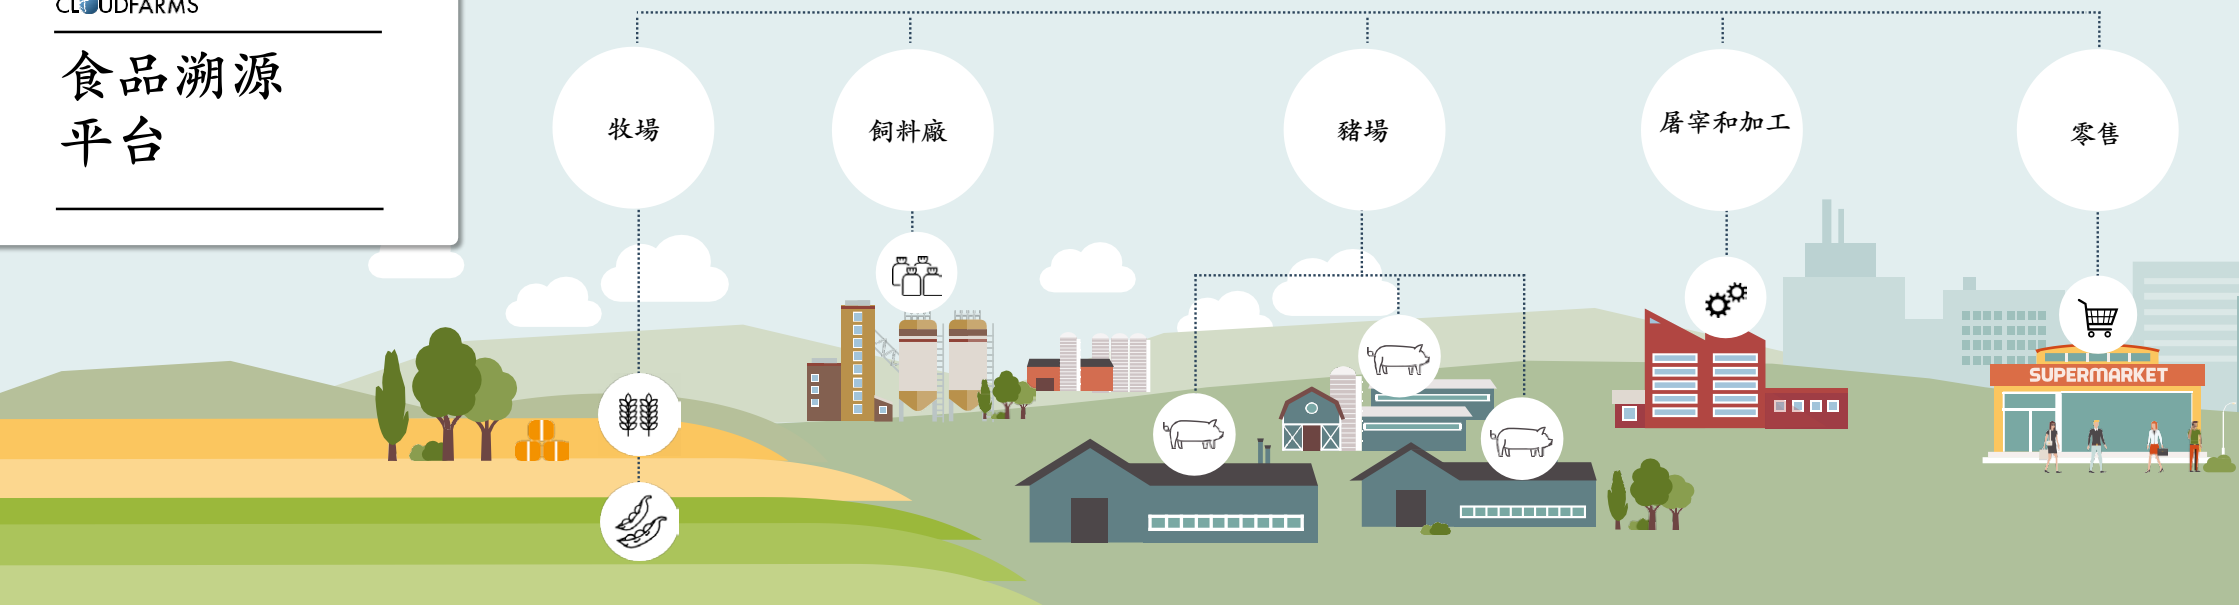 CLOUDFARMS
食品溯源
平台
牧場
飼料廠
豬場
屠宰和加工
零售
SUPERMARKET